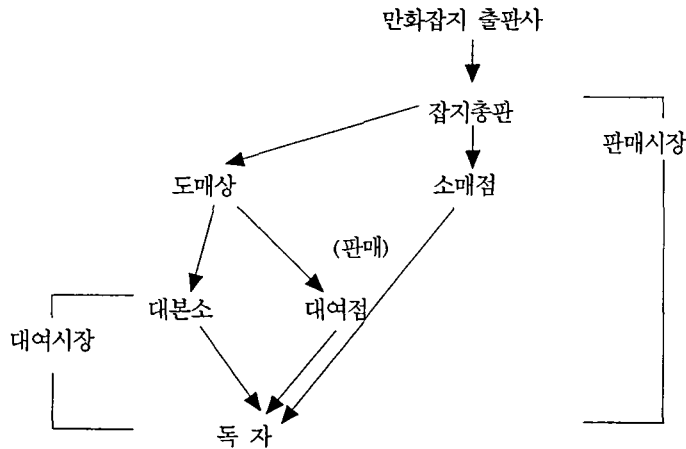 만화잡지 출판사
잡지총판
판매시장
도매상
소매점
(판매)
대본소
대여점
대여시장
독 자